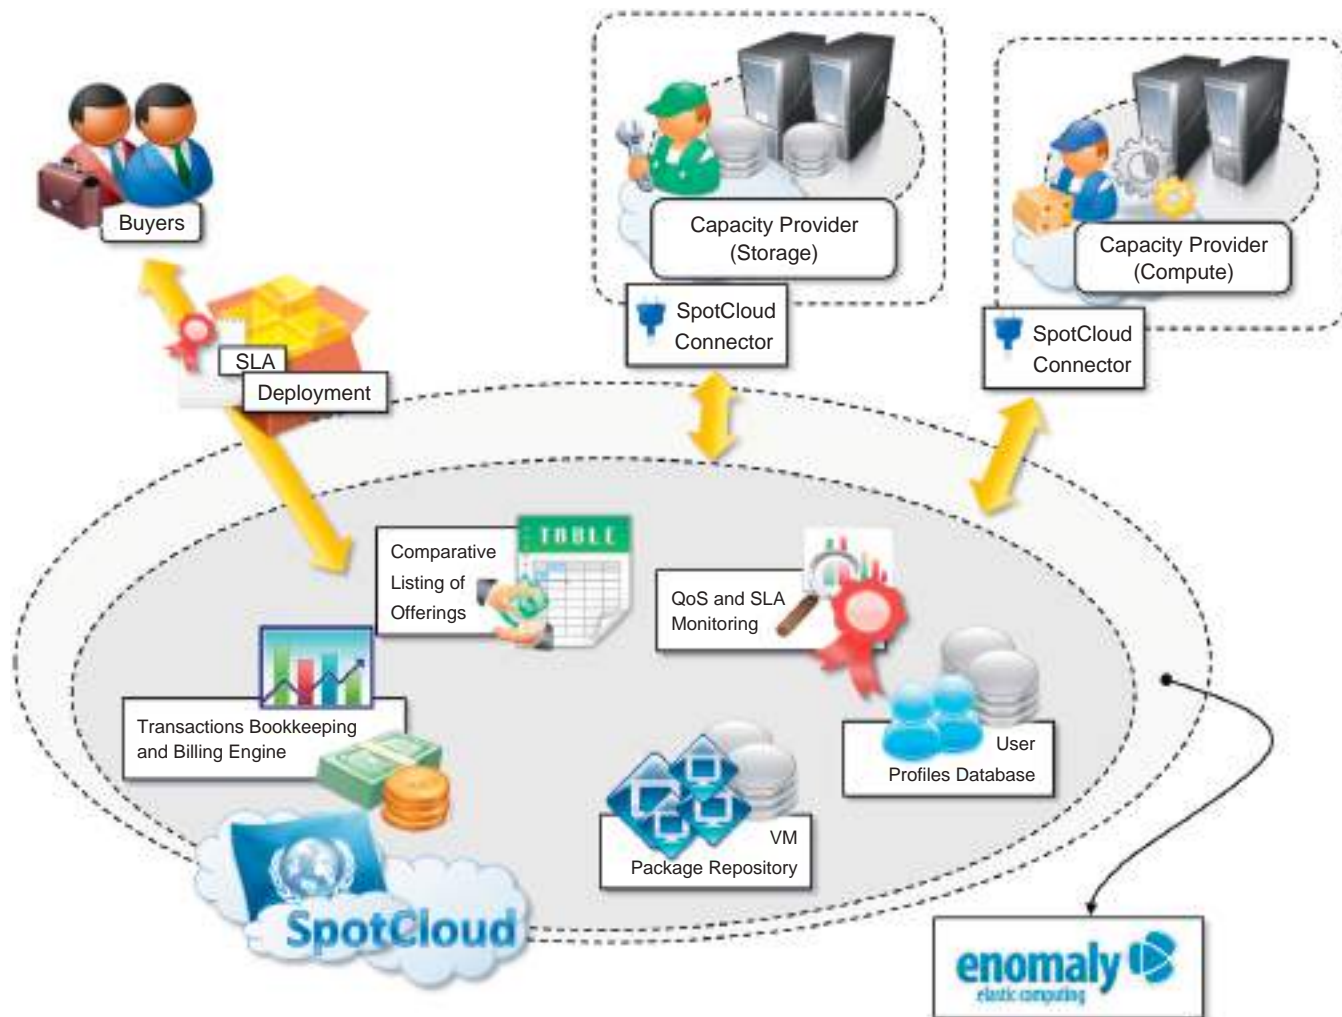 Buyers
Capacity Provider
(Storage)
Capacity Provider
(Compute)
SpotCloud
Connector
SpotCloud
Connector
SLA
Deployment
TABLE
Comparative
Listing of
Offerings
QoS and SLA
Monitoring
Transactions Bookkeeping
and Billing Engine
User
Profiles Database
VM
Package Repository
SpotCloud
enomaly
elastic computing